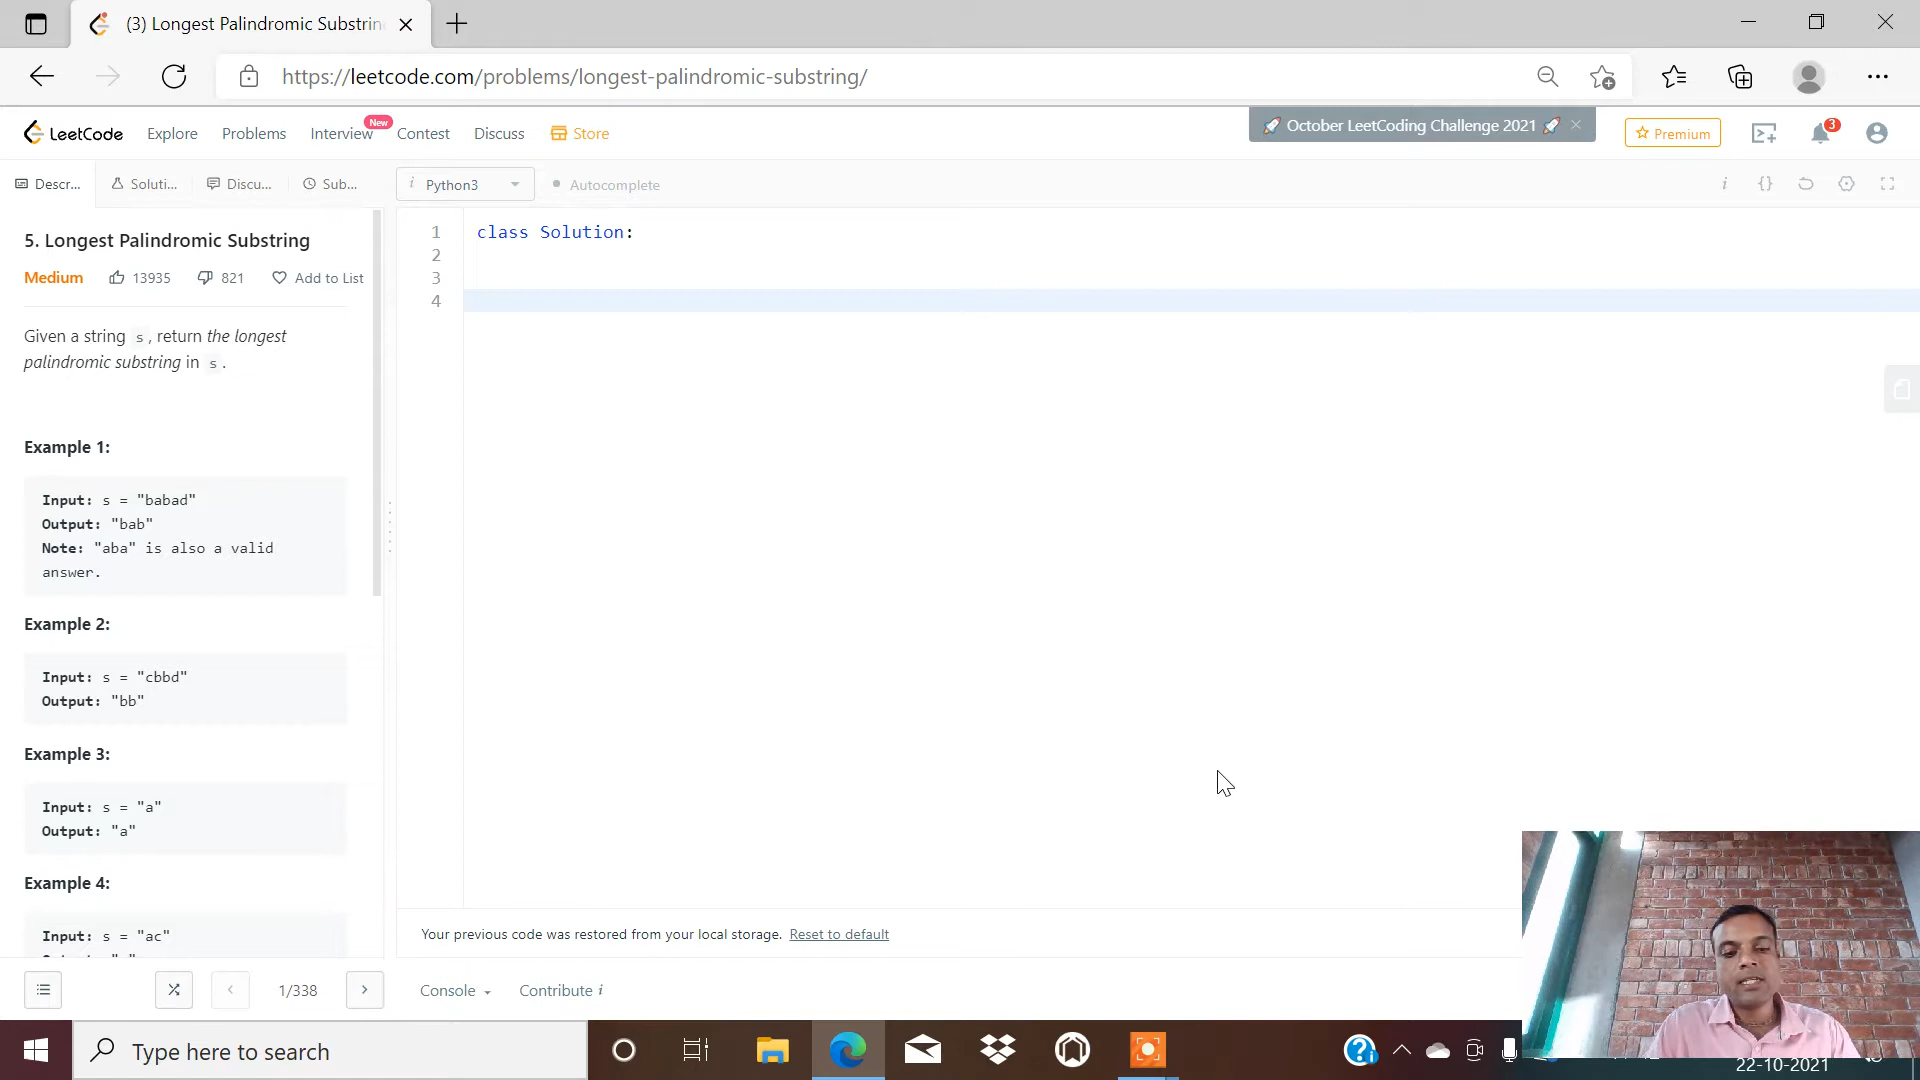 (3) Longest Palindromic Substrin
https://leetcode.com/problems/longest-palindromic-substring/
LeetCode
Explore
Problems
Interview
New
Contest
Discuss
Store
October LeetCoding Challenge 2021
Premium
3
Descr...
Soluti...
Discu...
Sub...
i Python3
Autocomplete
i {}
5. Longest Palindromic Substring
Medium
13935
821
Add to List
Given a string s, return the longest
palindromic substring in s.
Example 1:
Input: s = "babad"
Output: "bab"
Note: "aba" is also a valid
answer.
Example 2:
Input: s = "cbbd"
Output: "bb"
Example 3:
Input: s = "a"
Output: "a"
Example 4:
Input: s = "ac"
1 class Solution:
2
3
4
Your previous code was restored from your local storage. Reset to default
1/338
Console
Contribute i
Type here to search
22-10-2021